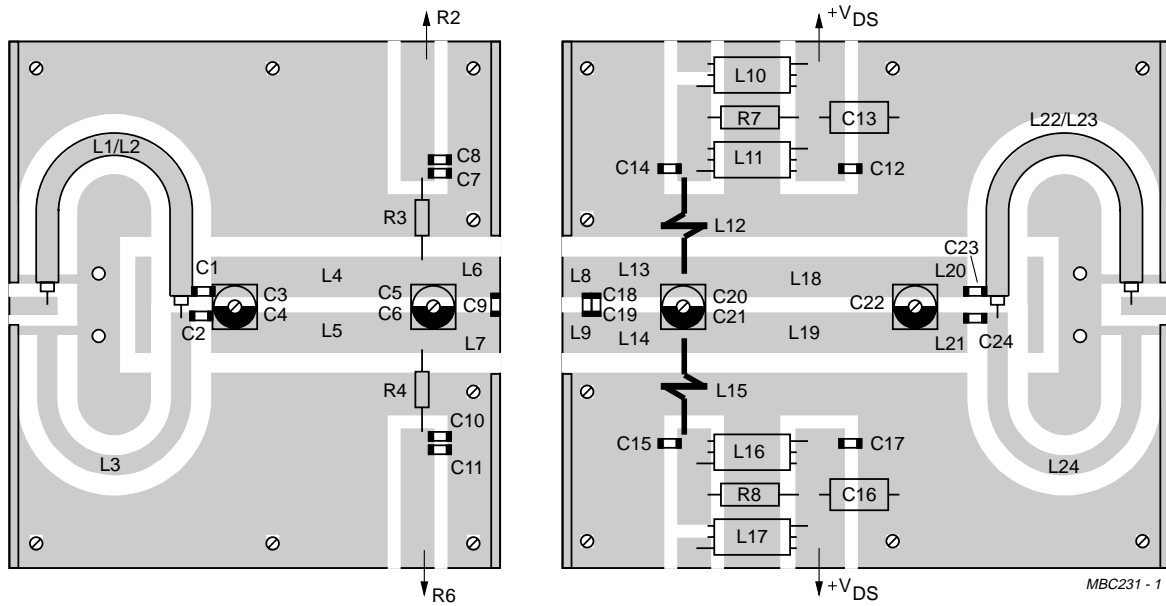 R2
+VDS
L1/L2
C8
C7
R3
C1
L4
L6
C3
C4
C5
C6
C9
C2
L5
L7
R4
C10
C11
L3
R6
L10
R7
C13
L11
C14
C12
L22/L23
L12
C23
L8
L13
L18
L20
C18
C19
C20
C21
C22
L9
L14
L19
L21
C24
L15
C15
L16
C17
R8
C16
L24
L17
+VDS
MBC231 - 1